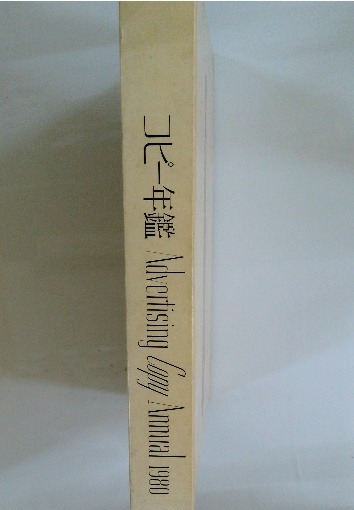 コピー年鑑 Advertising Copy Annual 1980